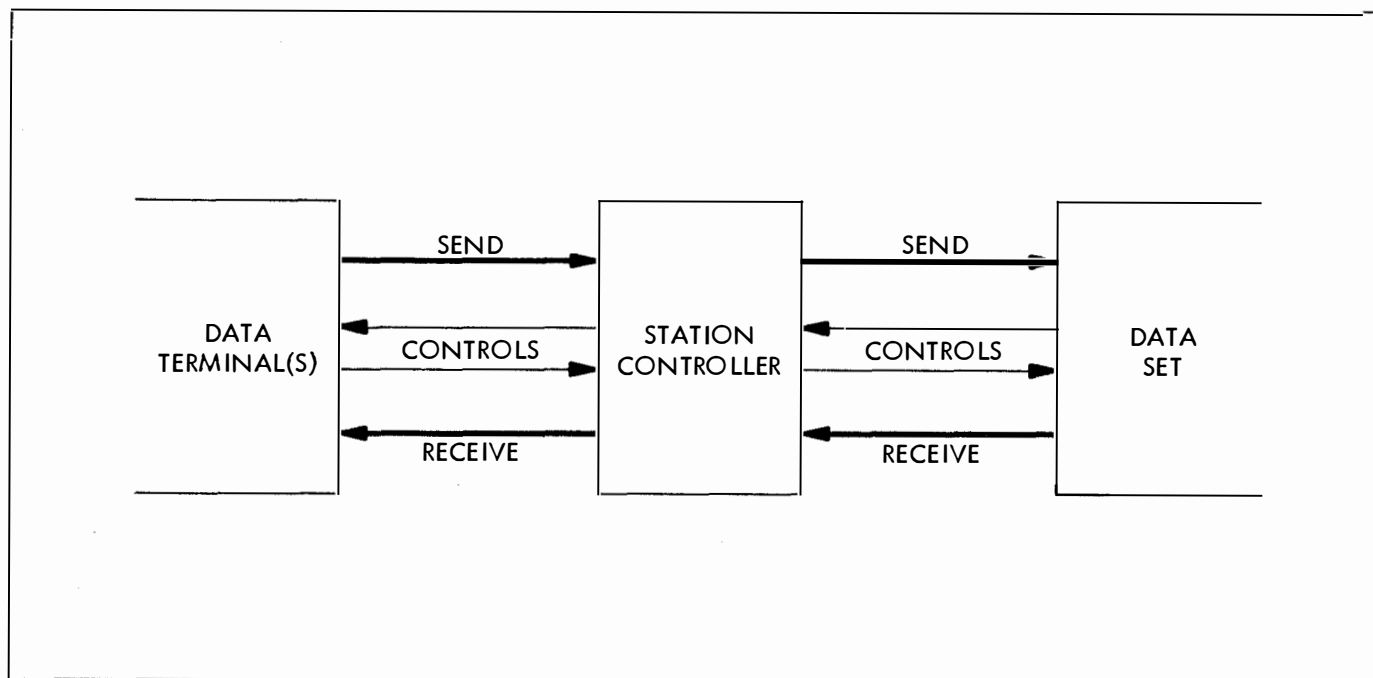 SEND
SEND
DATA
TERMINAL(S)
CONTROLS
STATION
CONTROLLER
CONTROLS
DATA
SET
RECEIVE
RECEIVE